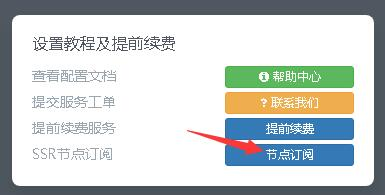 设置教程及提前续费
查看配置文档 帮助中心
提交服务工单 ? 联系我们
提前续费服务 提前续费
SSR节点订阅 节点订阅